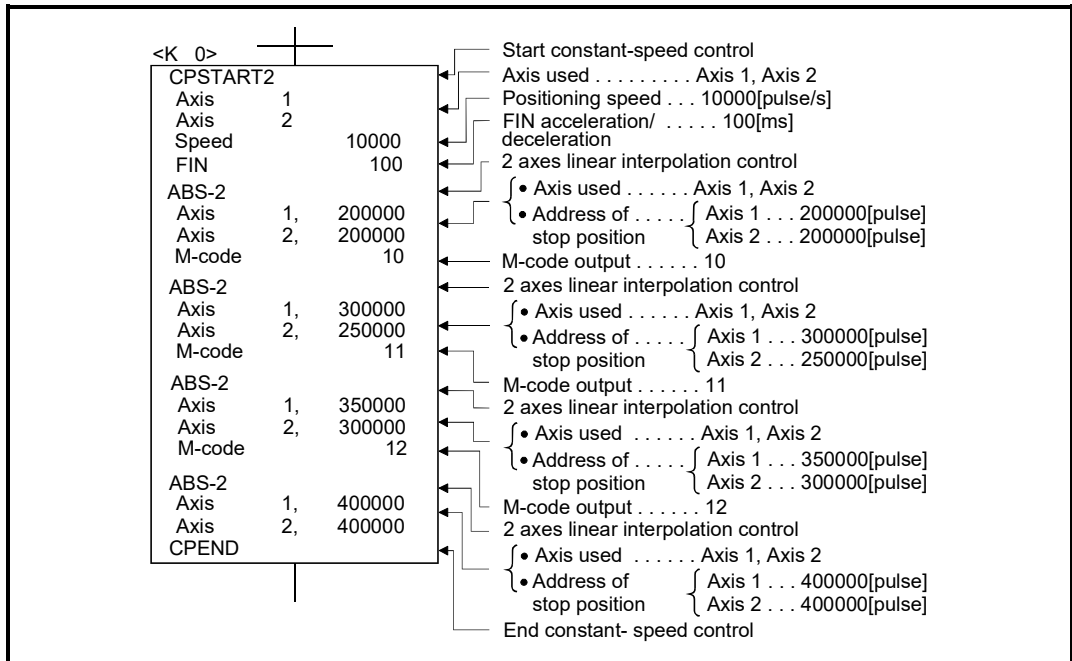 <K 0>
CPSTART2
Axis 1
Axis 2
Speed 10000
FIN 100
ABS-2
Axis 1, 200000
Axis 2, 200000
M-code 10
ABS-2
Axis 1, 300000
Axis 2, 250000
M-code 11
ABS-2
Axis 1, 350000
Axis 2, 300000
M-code 12
ABS-2
Axis 1, 400000
Axis 2, 400000
CPEND
Start constant-speed control
Axis used . . . . . . . . . Axis 1, Axis 2
Positioning speed . . . 10000[pulse/s]
FIN acceleration/ . . . . . 100[ms]
deceleration
2 axes linear interpolation control
• Axis used . . . . . . Axis 1, Axis 2
• Address of . . . . . Axis 1 . . . 200000[pulse]
stop position Axis 2 . . . 200000[pulse]
M-code output . . . . . . 10
2 axes linear interpolation control
• Axis used . . . . . . Axis 1, Axis 2
• Address of . . . . . Axis 1 . . . 300000[pulse]
stop position Axis 2 . . . 250000[pulse]
M-code output . . . . . . 11
2 axes linear interpolation control
• Axis used . . . . . . Axis 1, Axis 2
• Address of . . . . . Axis 1 . . . 350000[pulse]
stop position Axis 2 . . . 300000[pulse]
M-code output . . . . . . 12
2 axes linear interpolation control
• Axis used . . . . . . Axis 1, Axis 2
• Address of Axis 1 . . . 400000[pulse]
stop position Axis 2 . . . 400000[pulse]
End constant- speed control